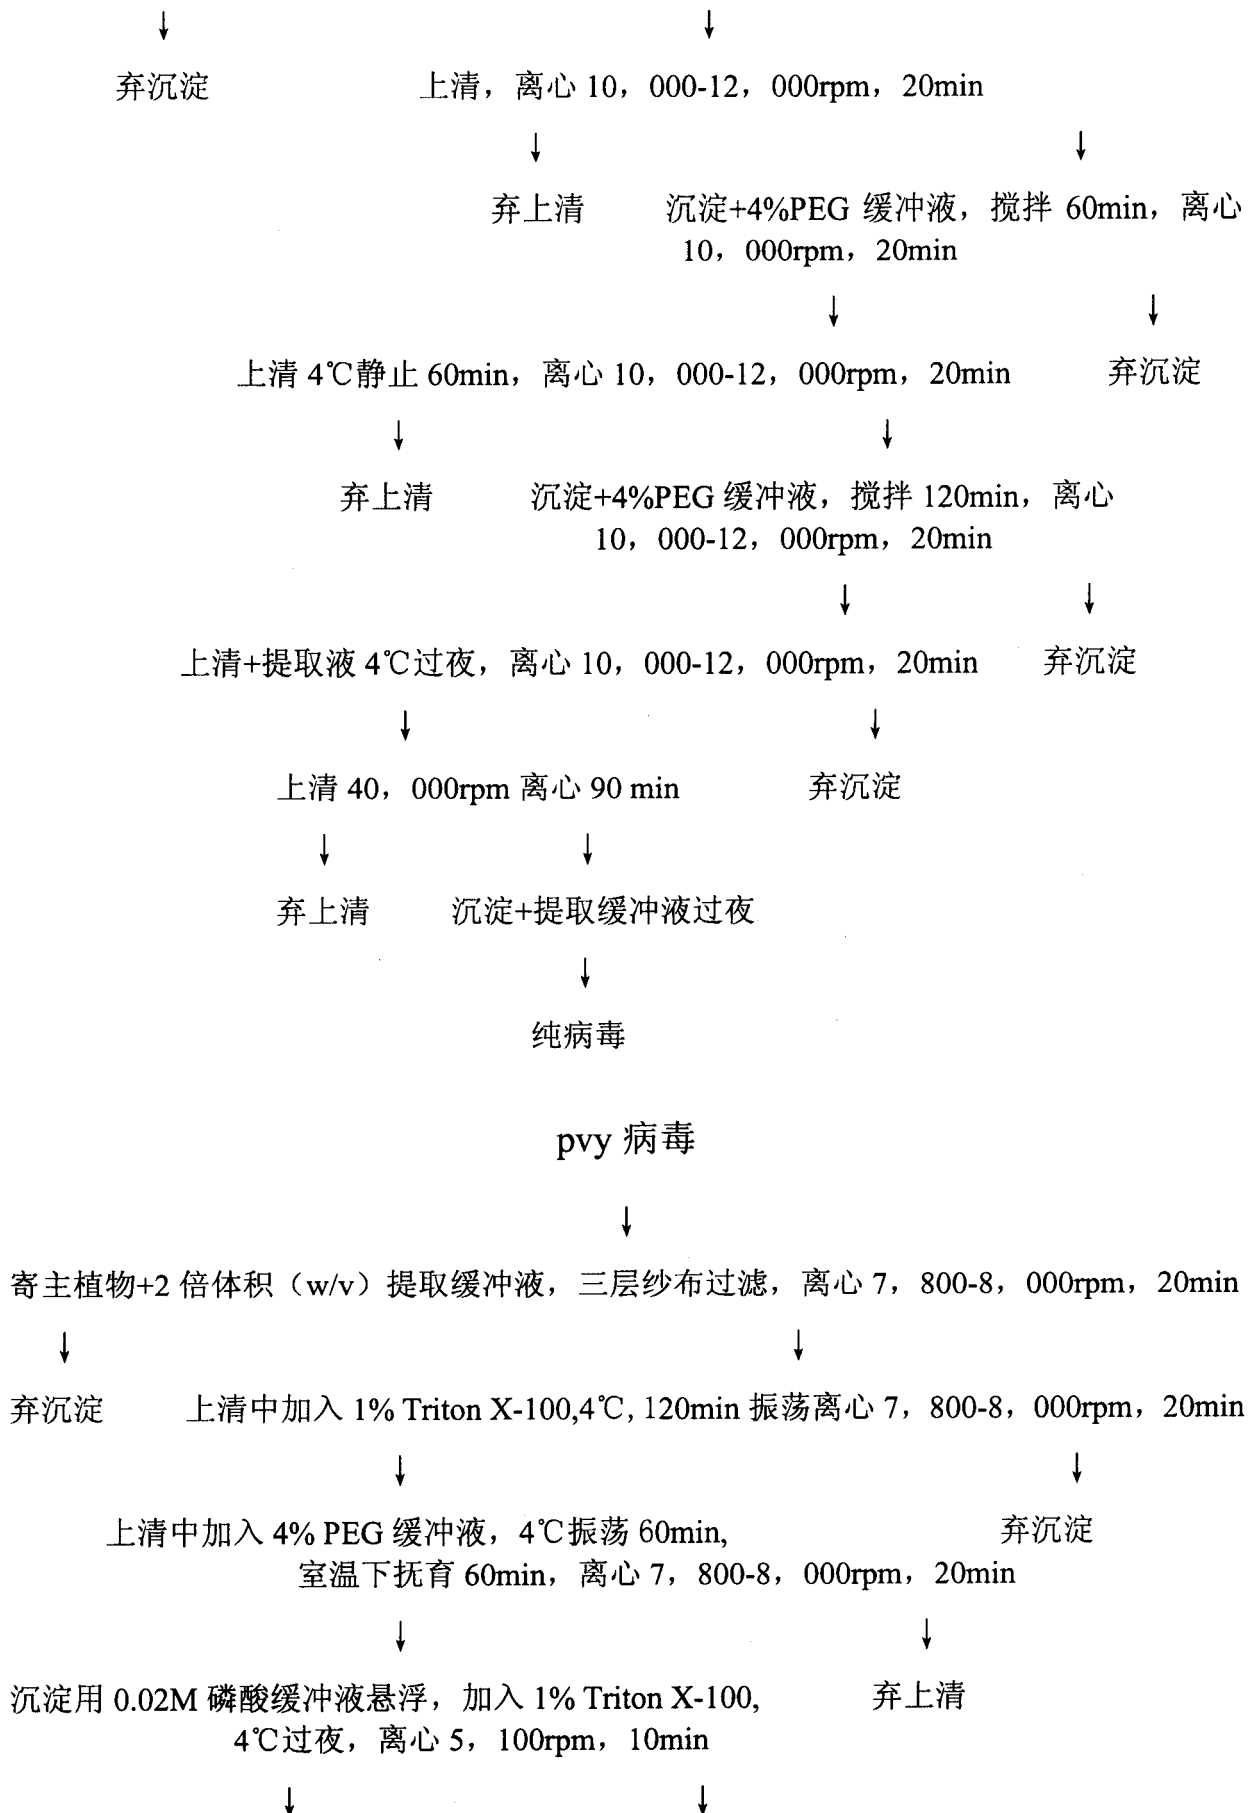 ↓ ↓
弃沉淀 上清，离心 10，000-12，000rpm，20min
↓ ↓
弃上清 沉淀+4%PEG 缓冲液，搅拌 60min，离心
10，000rpm，20min
↓ ↓
上清 4℃静止 60min，离心 10，000-12，000rpm，20min 弃沉淀
↓ ↓
弃上清 沉淀+4%PEG 缓冲液，搅拌 120min，离心
10，000-12，000rpm，20min
↓ ↓
上清+提取液 4℃过夜，离心 10，000-12，000rpm，20min 弃沉淀
↓ ↓
上清 40，000rpm 离心 90 min 弃沉淀
↓ ↓
弃上清 沉淀+提取缓冲液过夜
↓
纯病毒
pvy 病毒
↓
寄主植物+2 倍体积（w/v）提取缓冲液，三层纱布过滤，离心 7，800-8，000rpm，20min
↓ ↓
弃沉淀 上清中加入 1% Triton X-100,4℃, 120min 振荡离心 7，800-8，000rpm，20min
↓ ↓
上清中加入 4% PEG 缓冲液，4℃振荡 60min, 弃沉淀
室温下抚育 60min，离心 7，800-8，000rpm，20min
↓ ↓
沉淀用 0.02M 磷酸缓冲液悬浮，加入 1% Triton X-100, 弃上清
4℃过夜，离心 5，100rpm，10min
↓ ↓